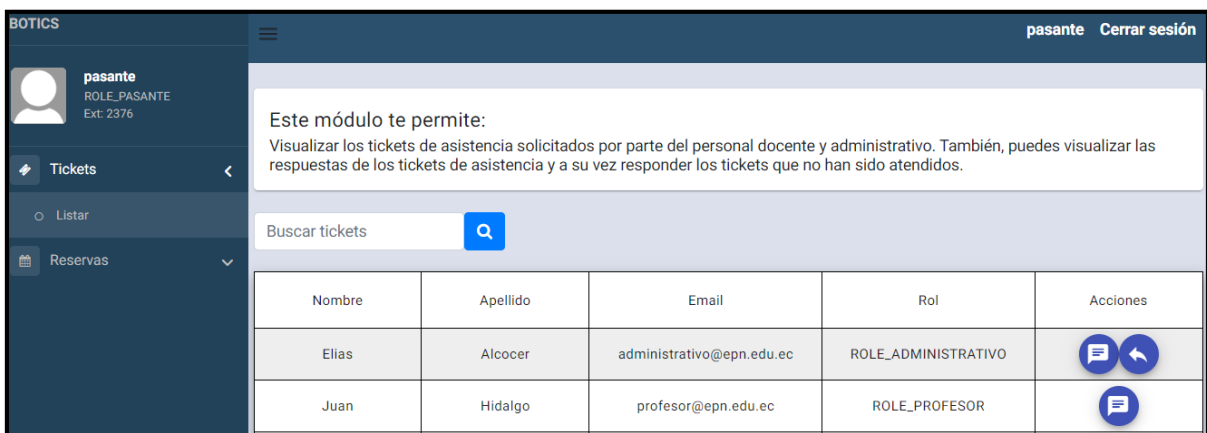 BOTICS
pasante Cerrar sesión
pasante
ROLE_PASANTE
Ext: 2376
Tickets
Listar
Reservas
Este módulo te permite:
Visualizar los tickets de asistencia solicitados por parte del personal docente y administrativo. También, puedes visualizar las
respuestas de los tickets de asistencia y a su vez responder los tickets que no han sido atendidos.
Buscar tickets
Nombre Apellido Email Rol Acciones
Elias Alcocer administrativo@epn.edu.ec ROLE_ADMINISTRATIVO
Juan Hidalgo profesor@epn.edu.ec ROLE_PROFESOR